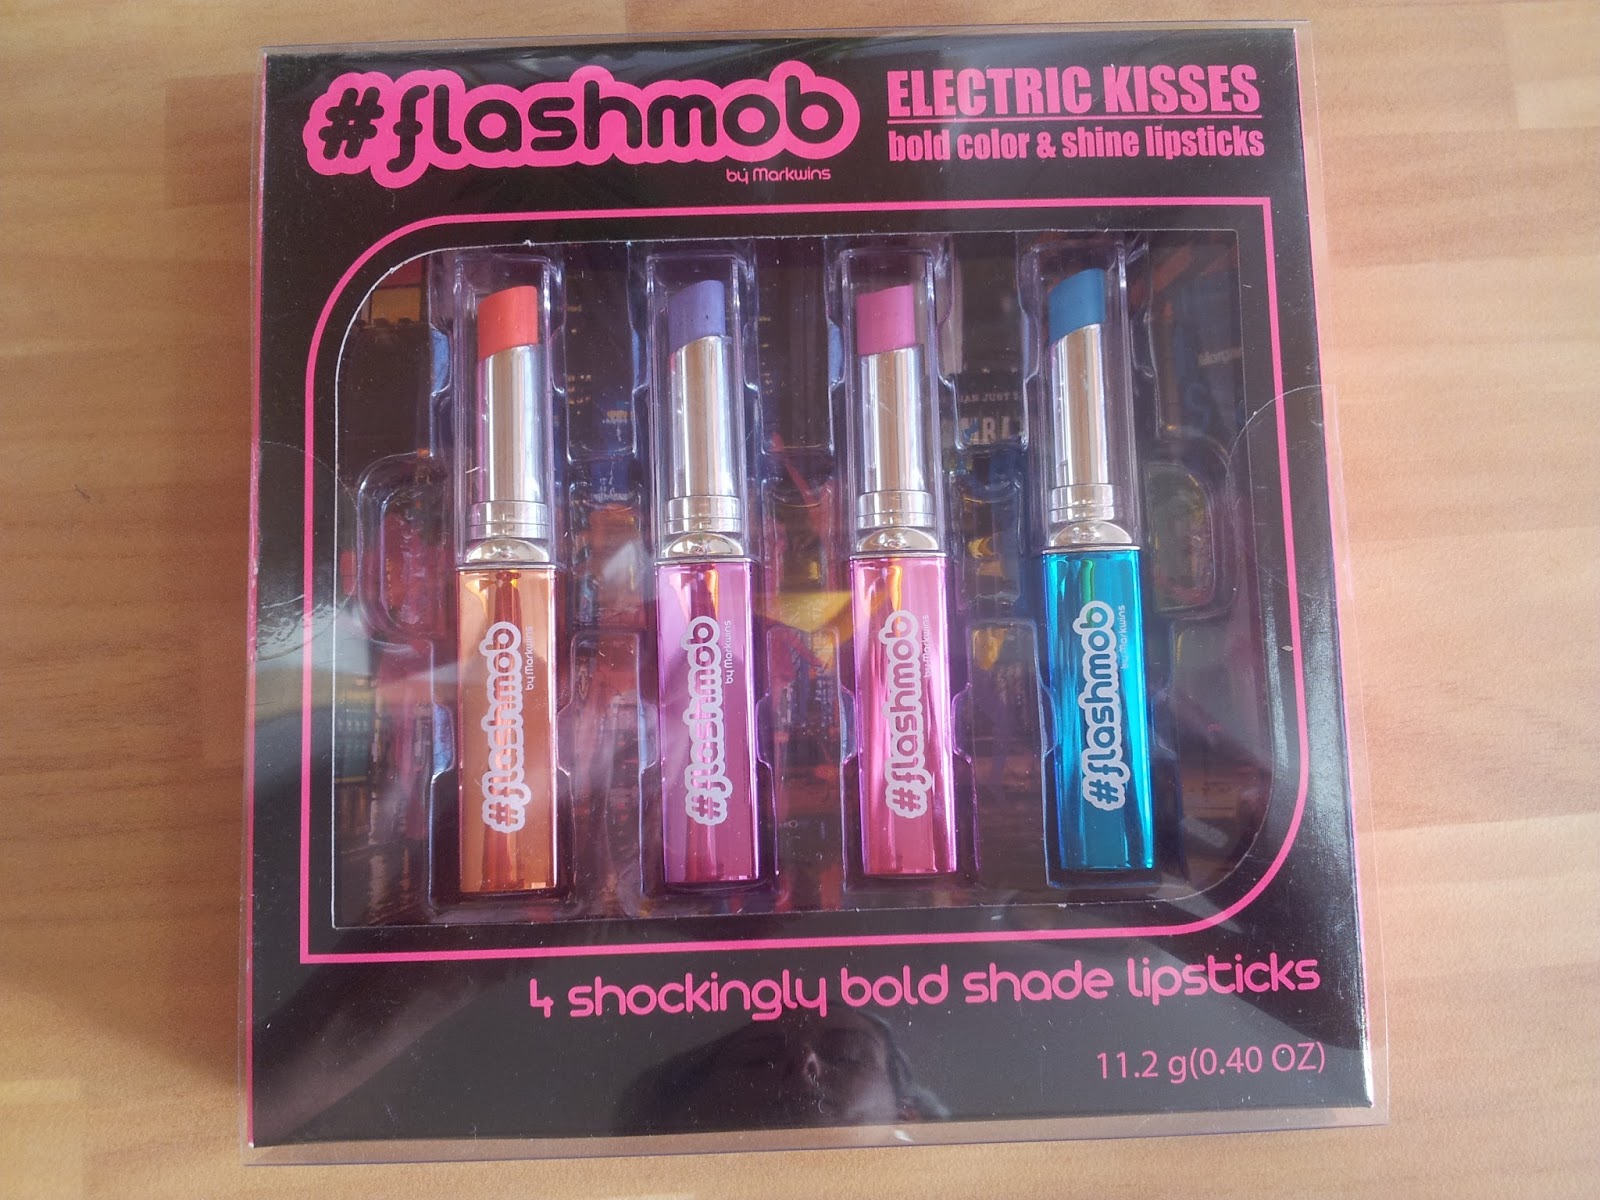 #flashmob
by Markwins
ELECTRIC KISSES
bold color & shine lipsticks
#flashmob
by Markwins
#flashmob
by Markwins
#flashmob
by Markwins
#flashmob
by Markwins
4 shockingly bold shade lipsticks
11.2 g(0.40 OZ)